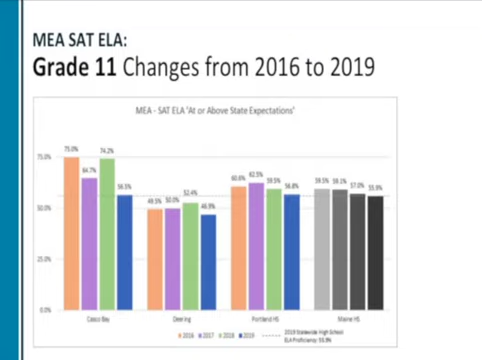 MEA SAT ELA:
Grade 11 Changes from 2016 to 2019
MEA - SAT ELA 'At or Above State Expectations'
75.0%
50.0%
25.0%
0.0%
75.0% 64.7% 74.2% 56.5%
49.5% 50.0% 52.4% 46.9%
60.6% 62.5% 59.5% 56.8%
59.5% 59.1% 57.0% 55.9%
Casco Bay Deering Portland HS Maine HS
2016 2017 2018 2019
2019 Statewide High School
ELA Proficiency: 55.9%